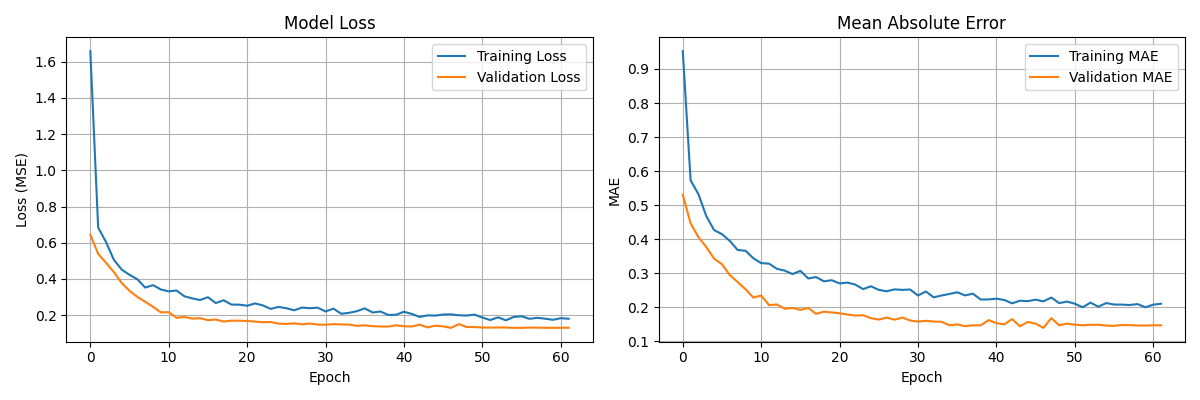 Model Loss
Training Loss
Validation Loss
Loss (MSE)
1.6
1.4
1.2
1.0
0.8
0.6
0.4
0.2
0 10 20 30 40 50 60
Epoch
Mean Absolute Error
Training MAE
Validation MAE
MAE
0.9
0.8
0.7
0.6
0.5
0.4
0.3
0.2
0.1
0 10 20 30 40 50 60
Epoch